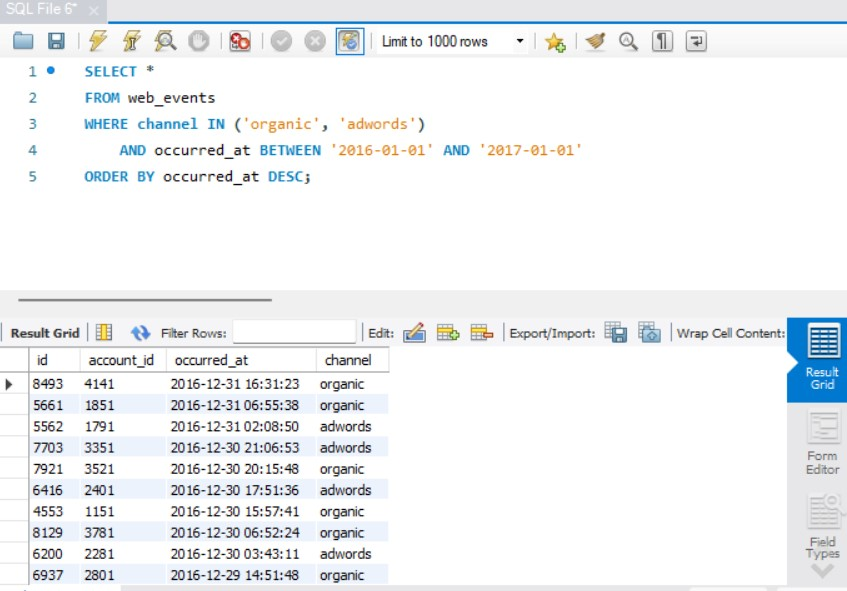 SQL File 6*
Limit to 1000 rows
1 SELECT *
2 FROM web_events
3 WHERE channel IN ('organic', 'adwords')
4 AND occurred_at BETWEEN '2016-01-01' AND '2017-01-01'
5 ORDER BY occurred_at DESC;
Result Grid Filter Rows: Edit: Export/Import: Wrap Cell Content:
id account_id occurred_at channel
8493 4141 2016-12-31 16:31:23 organic
5661 1851 2016-12-31 06:55:38 organic
5562 1791 2016-12-31 02:08:50 adwords
7703 3351 2016-12-30 21:06:53 adwords
7921 3521 2016-12-30 20:15:48 organic
6416 2401 2016-12-30 17:51:36 adwords
4553 1151 2016-12-30 15:57:41 organic
8129 3781 2016-12-30 06:52:24 organic
6200 2281 2016-12-30 03:43:11 adwords
6937 2801 2016-12-29 14:51:48 organic
Result
Grid
Form
Editor
Field
Types